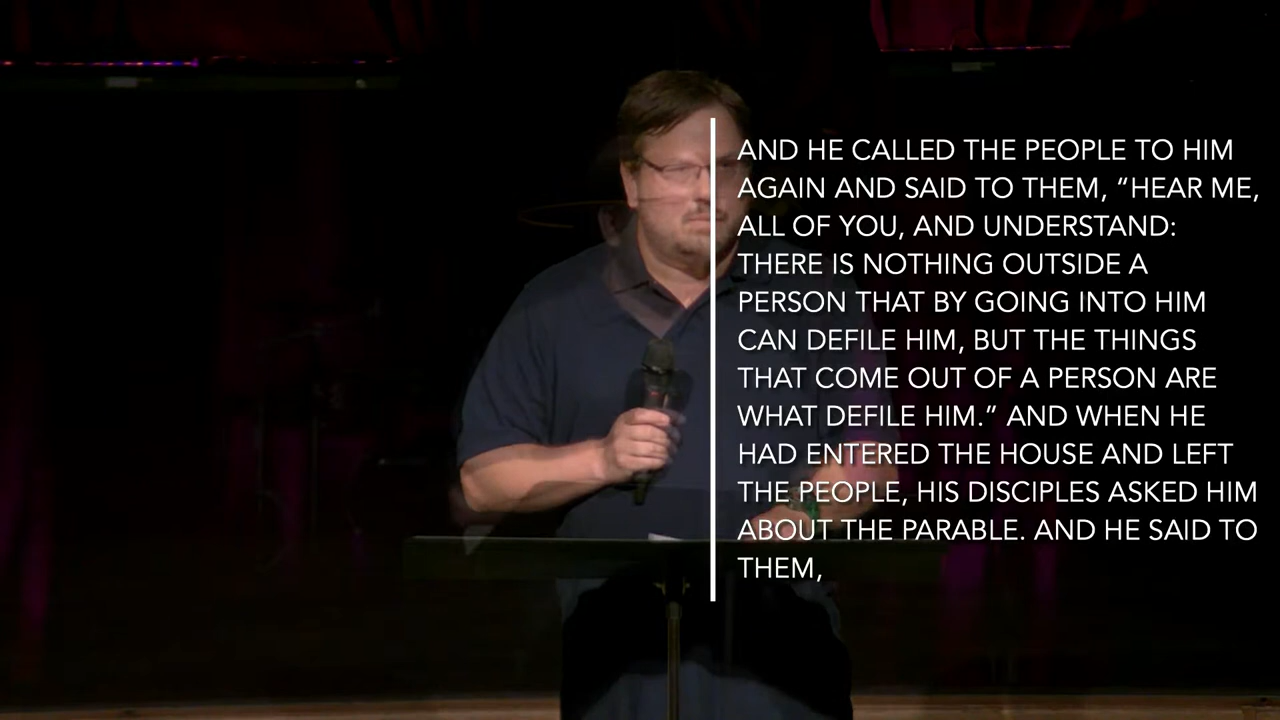 AND HE CALLED THE PEOPLE TO HIM
AGAIN AND SAID TO THEM, “HEAR ME,
ALL OF YOU, AND UNDERSTAND:
THERE IS NOTHING OUTSIDE A
PERSON THAT BY GOING INTO HIM
CAN DEFILE HIM, BUT THE THINGS
THAT COME OUT OF A PERSON ARE
WHAT DEFILE HIM.” AND WHEN HE
HAD ENTERED THE HOUSE AND LEFT
THE PEOPLE, HIS DISCIPLES ASKED HIM
ABOUT THE PARABLE. AND HE SAID TO
THEM,